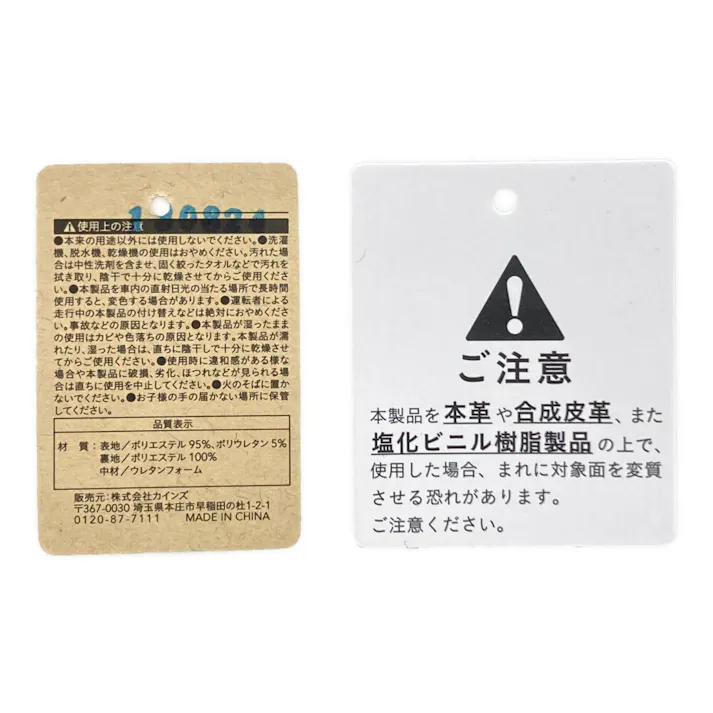 130821
⚠使用上の注意
●本来の用途以外には使用しないでください。●洗濯
機、脱水機、乾燥機の使用はおやめください。汚れた場
合は中性洗剤を含ませ、固く絞ったタオルなどで汚れを
拭き取り、陰干で十分に乾燥させてからご使用くださ
い。●本製品を車内の直射日光の当たる場所で長時間
使用すると、変色する場合があります。●運転者による
走行中の本製品の付け替えなどは絶対におやめくださ
い。事故などの原因となります。●本製品が湿ったまま
の使用はカビや色落ちの原因となります。本製品が濡
れたり、湿った場合は、直ちに陰干しで十分に乾燥させ
てからご使用ください。●使用時に違和感がある様な
場合や本製品に破損、劣化、ほつれなどが見られる場合
は直ちに使用を中止してください。●火のそばに置か
ないでください。●お子様の手の届かない場所に保管
してください。
品質表示
材 質：表地／ポリエステル 95%、ポリウレタン 5%
裏地／ポリエステル 100%
中材／ウレタンフォーム
販売元：株式会社カインズ
〒367-0030 埼玉県本庄市早稲田の杜1-2-1
0120-87-7111 MADE IN CHINA
ご注意
本製品を本革や合成皮革、また
塩化ビニル樹脂製品の上で、
使用した場合、まれに対象面を変質
させる恐れがあります。
ご注意ください。